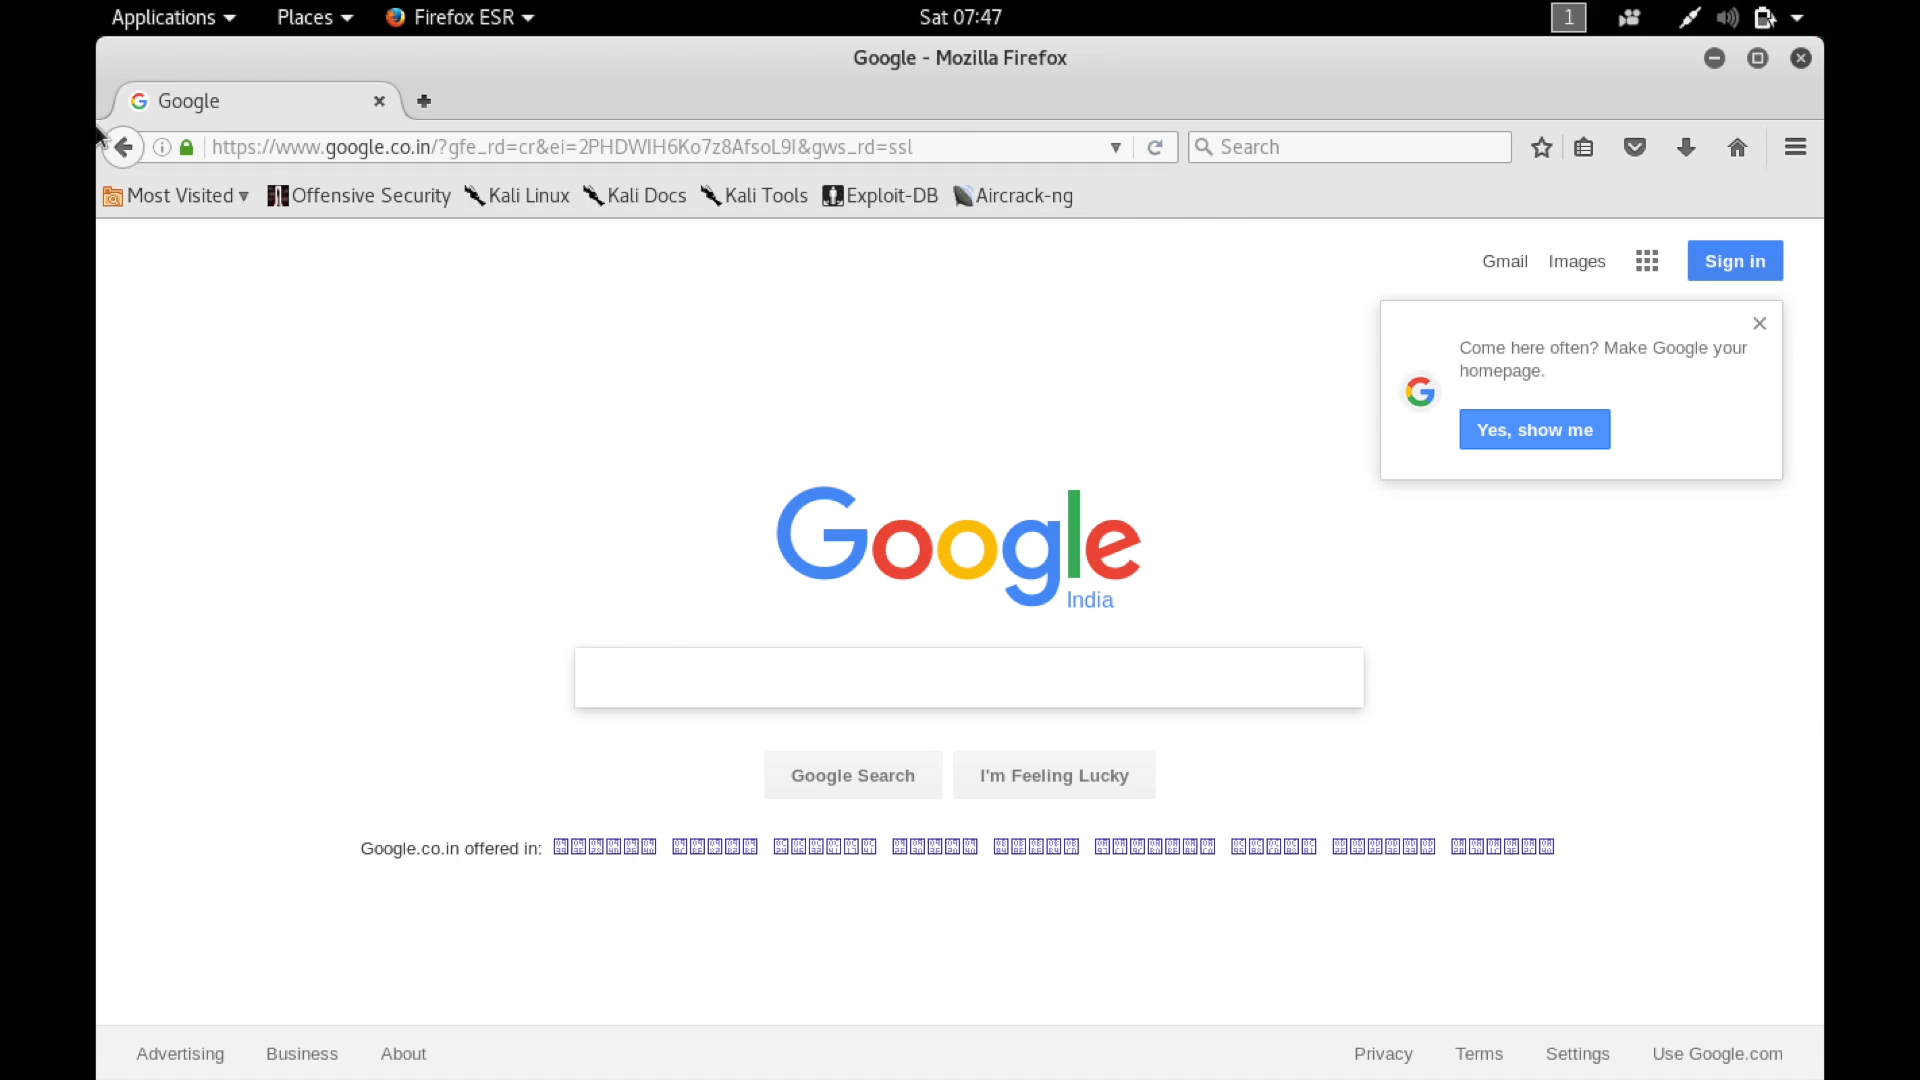 Applications Places Firefox ESR Sat 07:47 1
Google - Mozilla Firefox
Google
https://www.google.co.in/?gfe_rd=cr&ei=2PHDWIH6Ko7z8AfsoL9I&gws_rd=ssl Search
Most Visited Offensive Security Kali Linux Kali Docs Kali Tools Exploit-DB Aircrack-ng
Gmail Images Sign in
Come here often? Make Google your
homepage.
Yes, show me
Google
India
Google Search I'm Feeling Lucky
Google.co.in offered in:
Advertising Business About Privacy Terms Settings Use Google.com